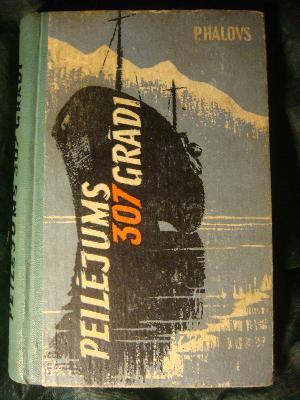 P. HALOVS
PEILĒJUMS
307 GRĀDI
PEILĒJUMS 307 GRĀDI